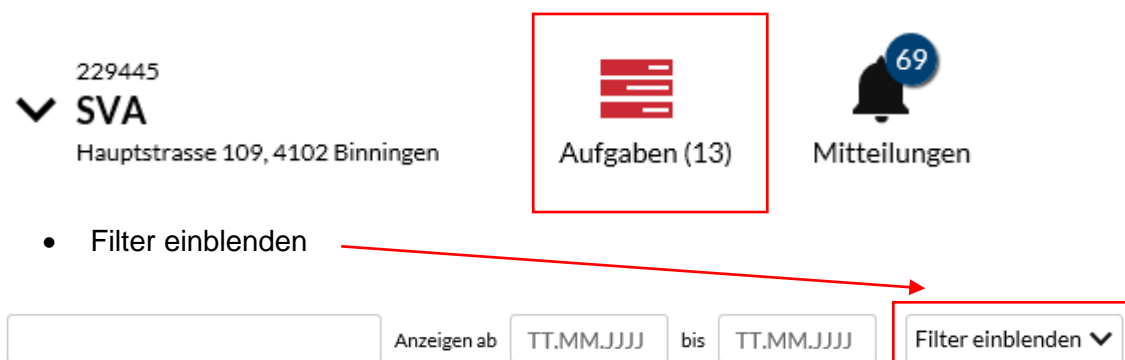 229445
SVA
Hauptstrasse 109, 4102 Binningen
Aufgaben (13)
69
Mitteilungen
• Filter einblenden
Anzeigen ab TT.MM.JJJJ bis TT.MM.JJJJ Filter einblenden